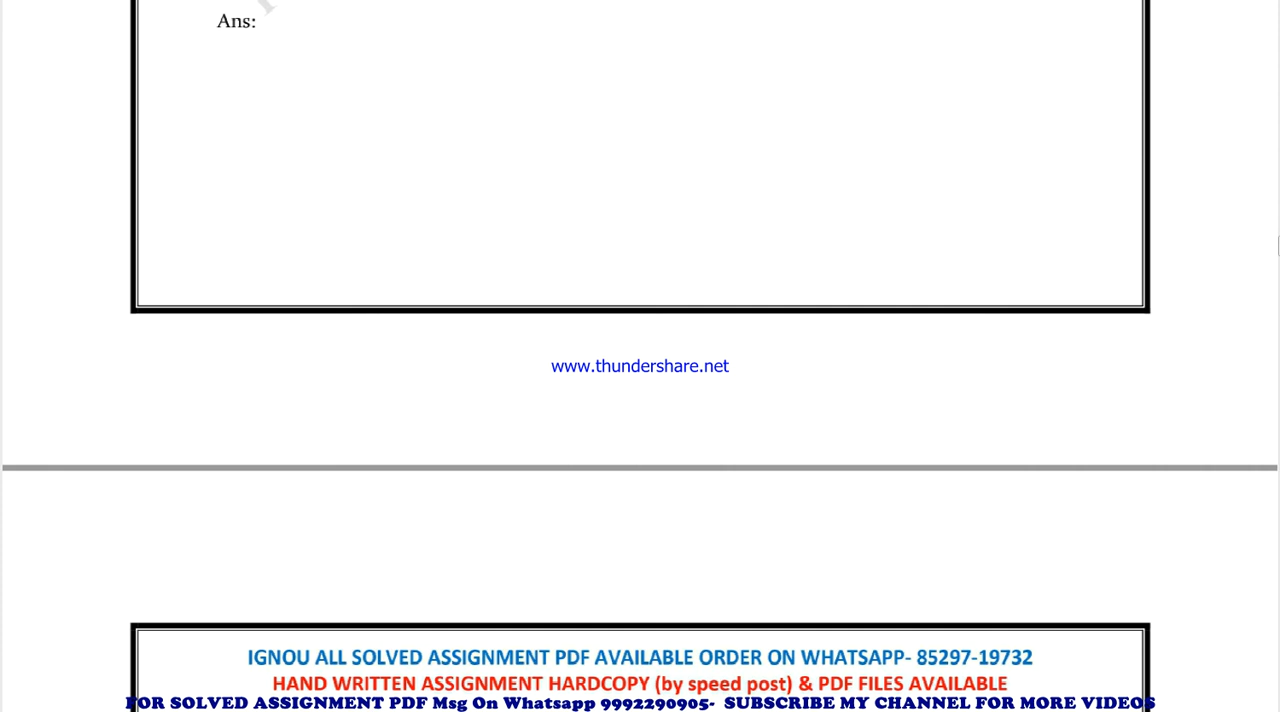 Ans:
www.thundershare.net
IGNOU ALL SOLVED ASSIGNMENT PDF AVAILABLE ORDER ON WHATSAPP- 85297-19732
HAND WRITTEN ASSIGNMENT HARDCOPY (by speed post) & PDF FILES AVAILABLE
FOR SOLVED ASSIGNMENT PDF Msg On Whatsapp 9992290905- SUBSCRIBE MY CHANNEL FOR MORE VIDEOS